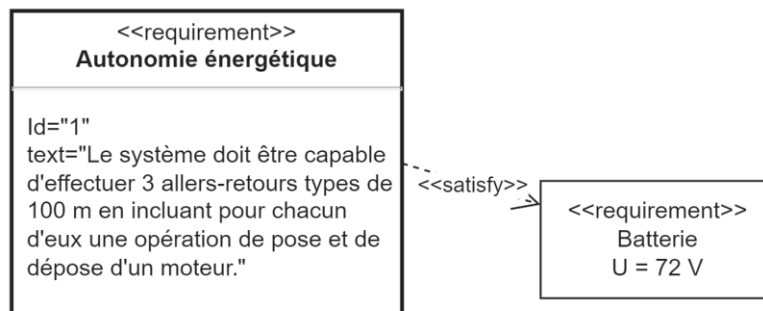 <<requirement>>
Autonomie énergétique
Id="1"
text="Le système doit être capable
d'effectuer 3 allers-retours types de
100 m en incluant pour chacun
d'eux une opération de pose et de
dépose d'un moteur."
<<satisfy>>
<<requirement>>
Batterie
U = 72 V